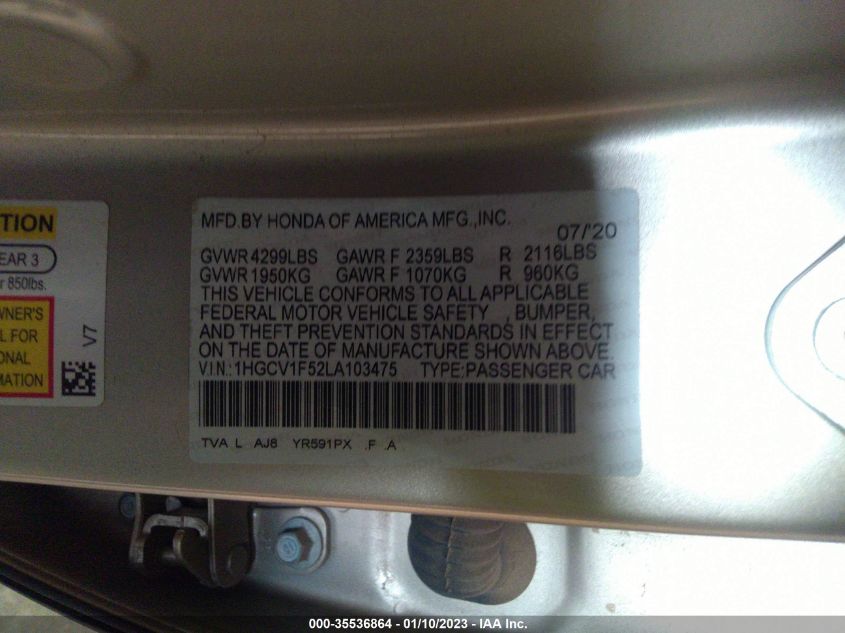 TION
EAR 3
r 850lbs.
WNER'S
L FOR
ONAL
MATION
V7
MFD.BY HONDA OF AMERICA MFG.,INC.
07/'20
GVWR 4299LBS GAWR F 2359LBS R 2116LBS
GVWR 1950KG GAWR F 1070KG R 960KG
THIS VEHICLE CONFORMS TO ALL APPLICABLE
FEDERAL MOTOR VEHICLE SAFETY , BUMPER,
AND THEFT PREVENTION STANDARDS IN EFFECT
ON THE DATE OF MANUFACTURE SHOWN ABOVE.
V.I.N.:1HGCV1F52LA103475 TYPE:PASSENGER CAR
TVA L AJ8 YR591PX .F .A
000-35536864 - 01/10/2023 - IAA Inc.